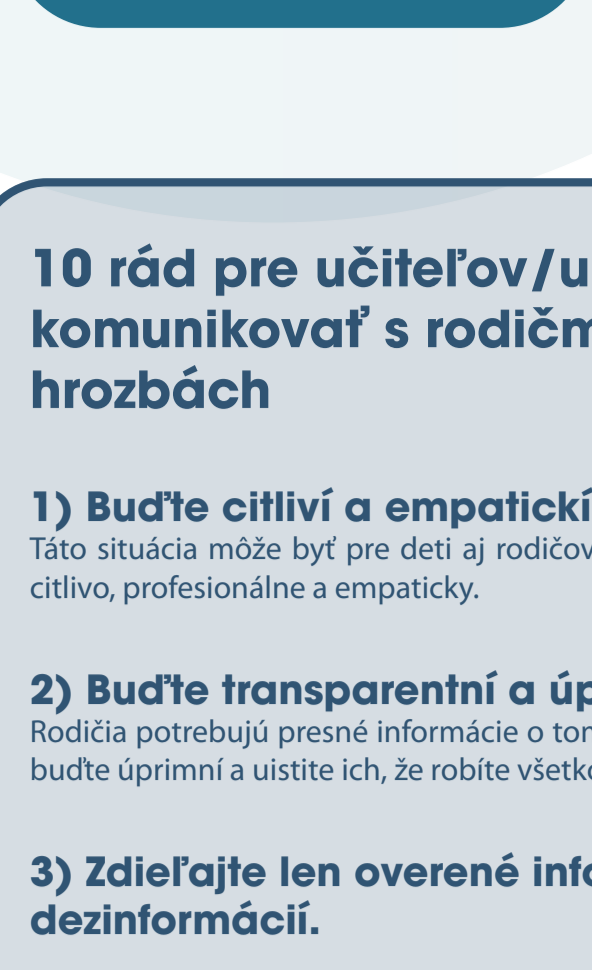 10 rád pre učiteľov/u
komunikovať s rodičm
hrozbách
1) Buďte citliví a empatickí
Táto situácia môže byť pre deti aj rodičov
citlivo, profesionálne a empaticky.
2) Buďte transparentní a úp
Rodičia potrebujú presné informácie o tom
buďte úprimní a uistite ich, že robíte všetko
3) Zdieľajte len overené info
dezinformácií.